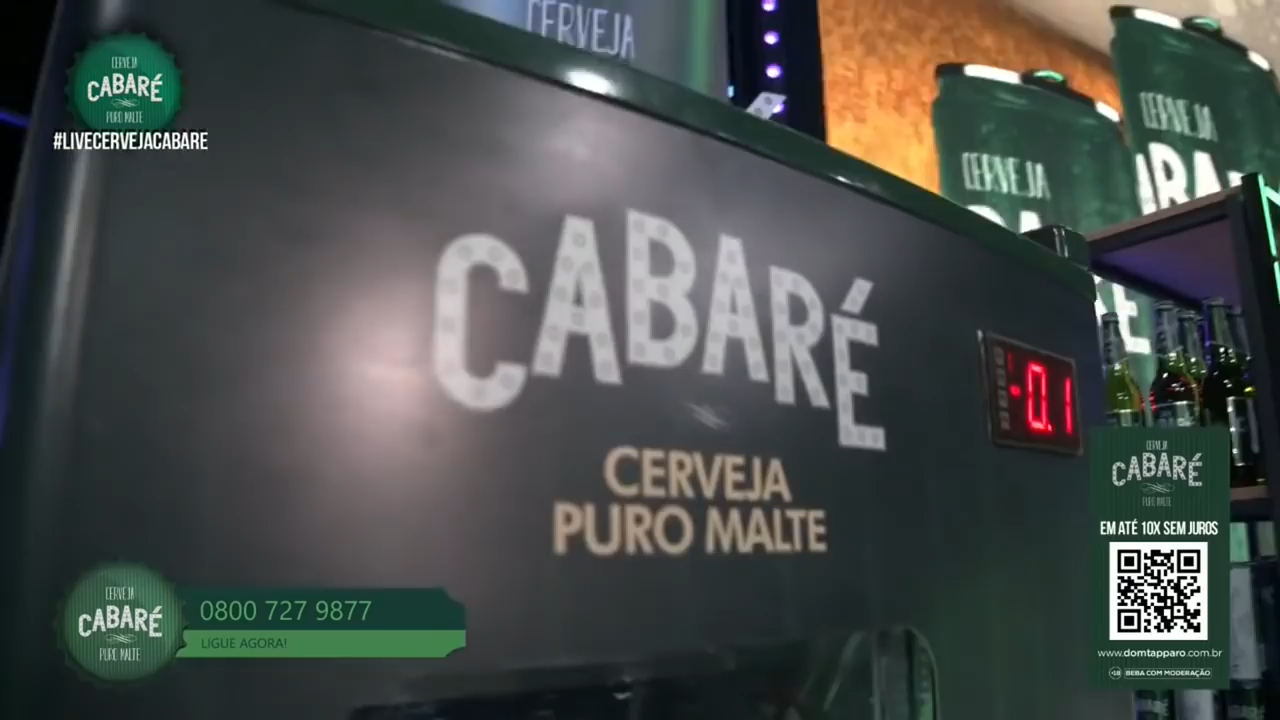 CERVEJA
CABARÉ
PURO MALTE
#LIVECERVEJACABARE
CERVEJA
CERVEJA
CERVEJA
CABARÉ
CERVEJA
PURO MALTE
-0.1
CERVEJA
CABARÉ
PURO MALTE
EM ATÉ 10X SEM JUROS
www.domtapparo.com.br
-18 BEBA COM MODERAÇÃO
CERVEJA
CABARÉ
PURO MALTE
0800 727 9877
LIGUE AGORA!